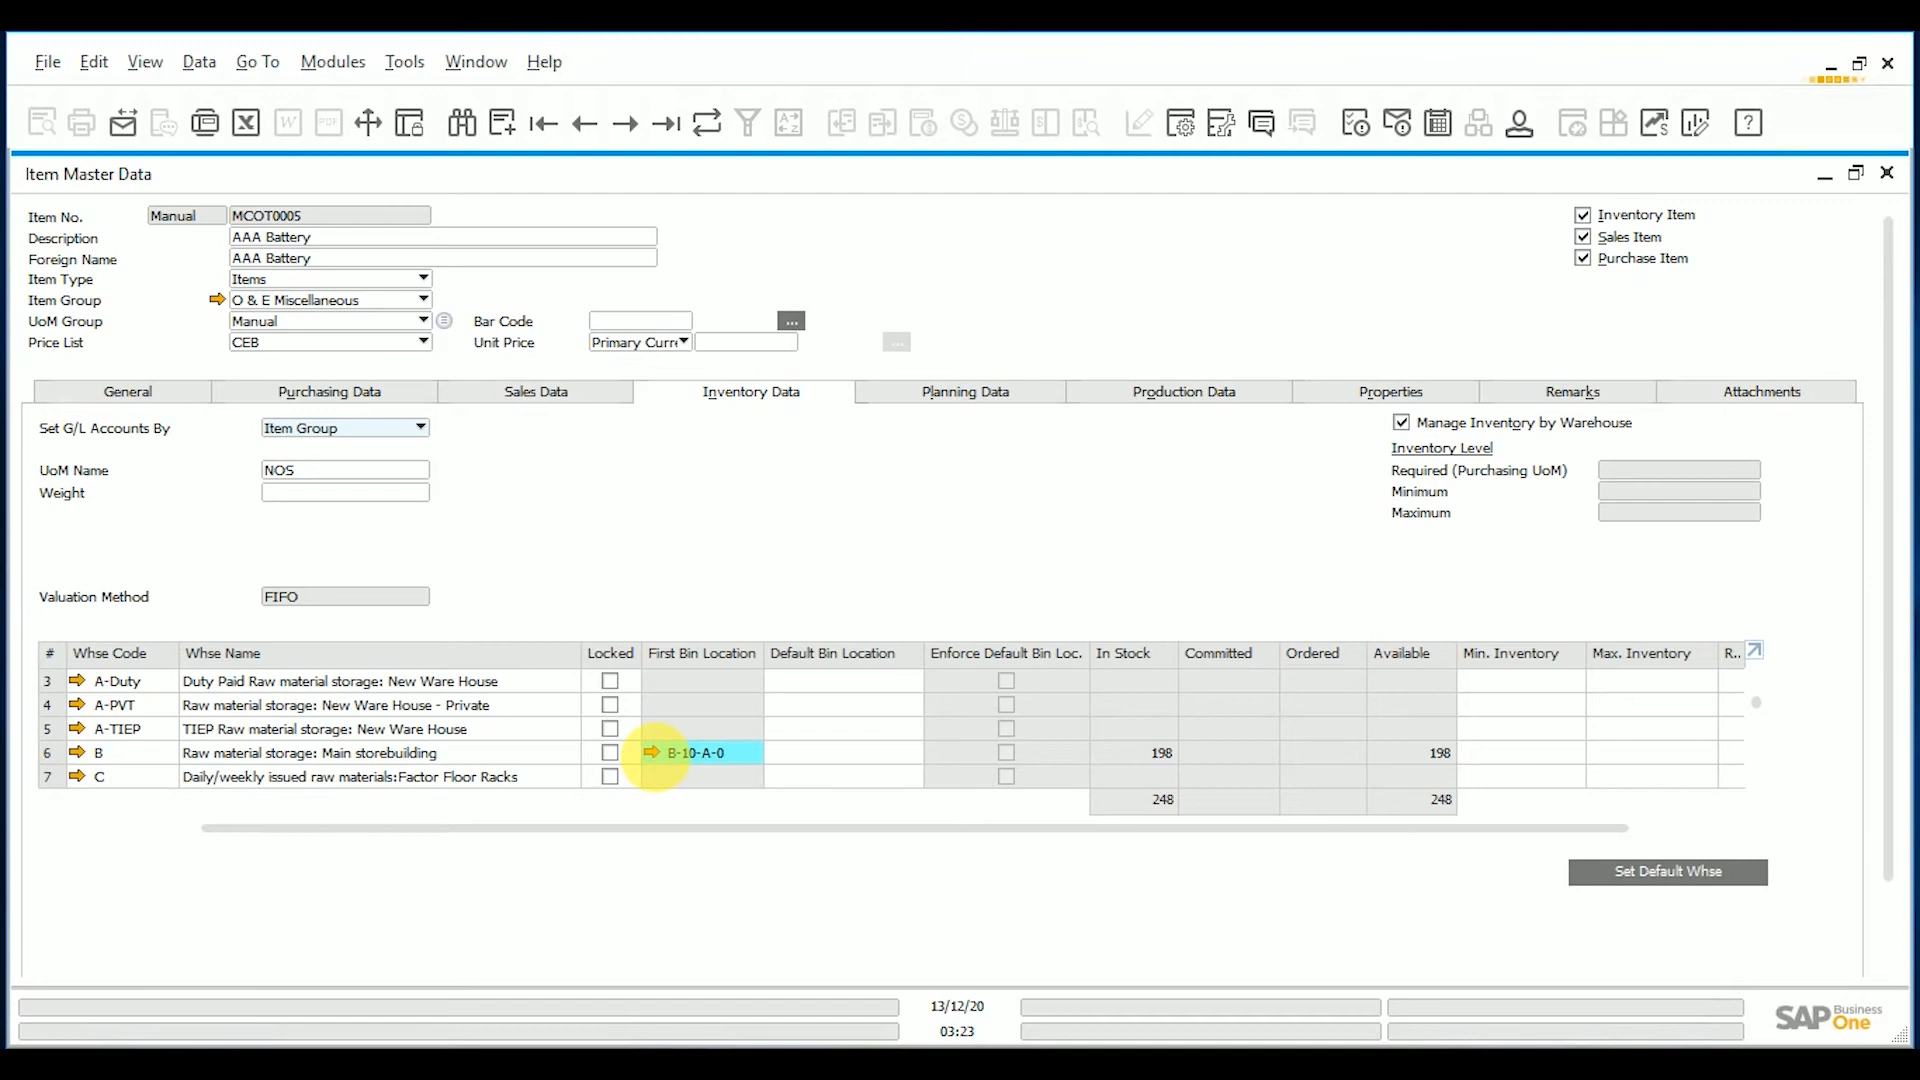 File Edit View Data Go To Modules Tools Window Help
Item Master Data
Item No. Manual MCOT0005
Inventory Item
Description AAA Battery
Sales Item
Foreign Name AAA Battery
Purchase Item
Item Type Items
Item Group O & E Miscellaneous
UoM Group Manual Bar Code ...
Price List CEB Unit Price Primary Curr ...
General Purchasing Data Sales Data Inventory Data Planning Data Production Data Properties Remarks Attachments
Set G/L Accounts By Item Group Manage Inventory by Warehouse
Inventory Level
UoM Name NOS Required (Purchasing UoM)
Weight Minimum
Maximum
Valuation Method FIFO
# Whse Code Whse Name Locked First Bin Location Default Bin Location Enforce Default Bin Loc. In Stock Committed Ordered Available Min. Inventory Max. Inventory R..
3 A-Duty Duty Paid Raw material storage: New Ware House
4 A-PVT Raw material storage: New Ware House - Private
5 A-TIEP TIEP Raw material storage: New Ware House
6 B Raw material storage: Main storebuilding B-10-A-0 198 198
7 C Daily/weekly issued raw materials:Factor Floor Racks
248 248
Set Default Whse
13/12/20
03:23
SAP Business One